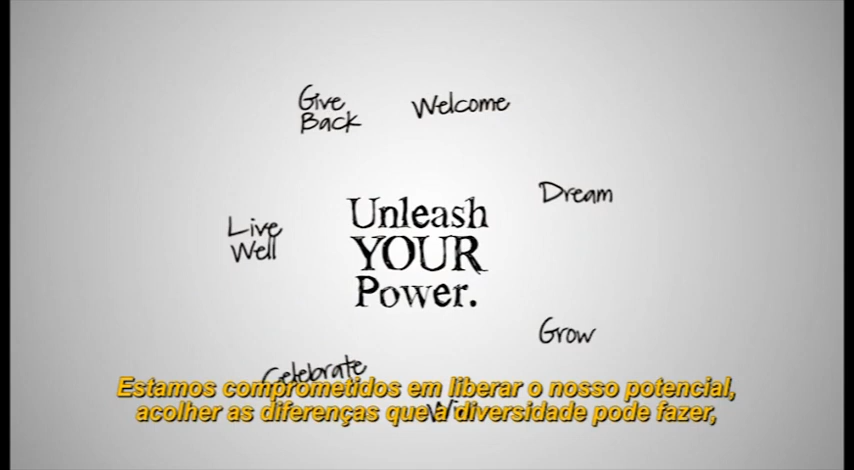 Give
Back
Welcome
Dream
Live
Well
Unleash
YOUR
Power.
Grow
Celebrate
Estamos comprometidos em liberar o nosso potencial,
acolher as diferenças que a diversidade pode fazer,